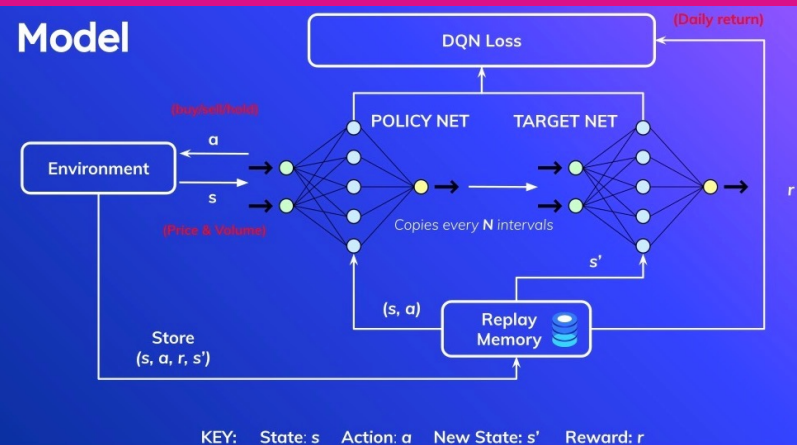 Model
(Daily return)
DQN Loss
(buy/sell/hold)
POLICY NET
TARGET NET
a
Environment
s
r
(Price & Volume)
Copies every N intervals
s’
(s, a)
Replay
Memory
Store
(s, a, r, s’)
KEY: State: s Action: a New State: s’ Reward: r